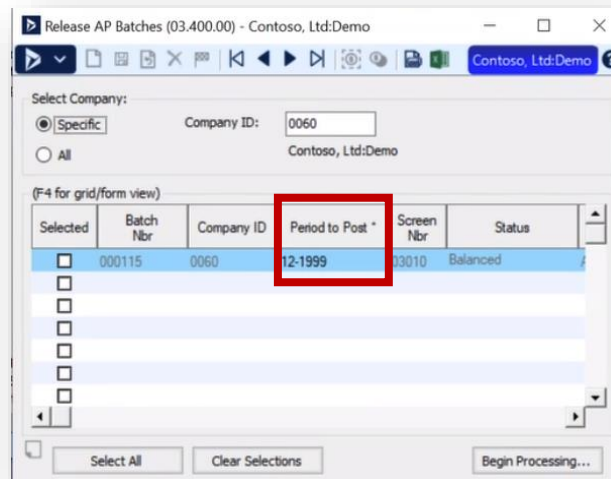 Release AP Batches (03.400.00) - Contoso, Ltd:Demo
Contoso, Ltd:Demo
Select Company:
Specific
Company ID:
0060
All
Contoso, Ltd:Demo
(F4 for grid/form view)
Selected Batch Nbr Company ID Period to Post * Screen Nbr Status
000115 0060 12-1999 03010 Balanced A
Select All Clear Selections Begin Processing...